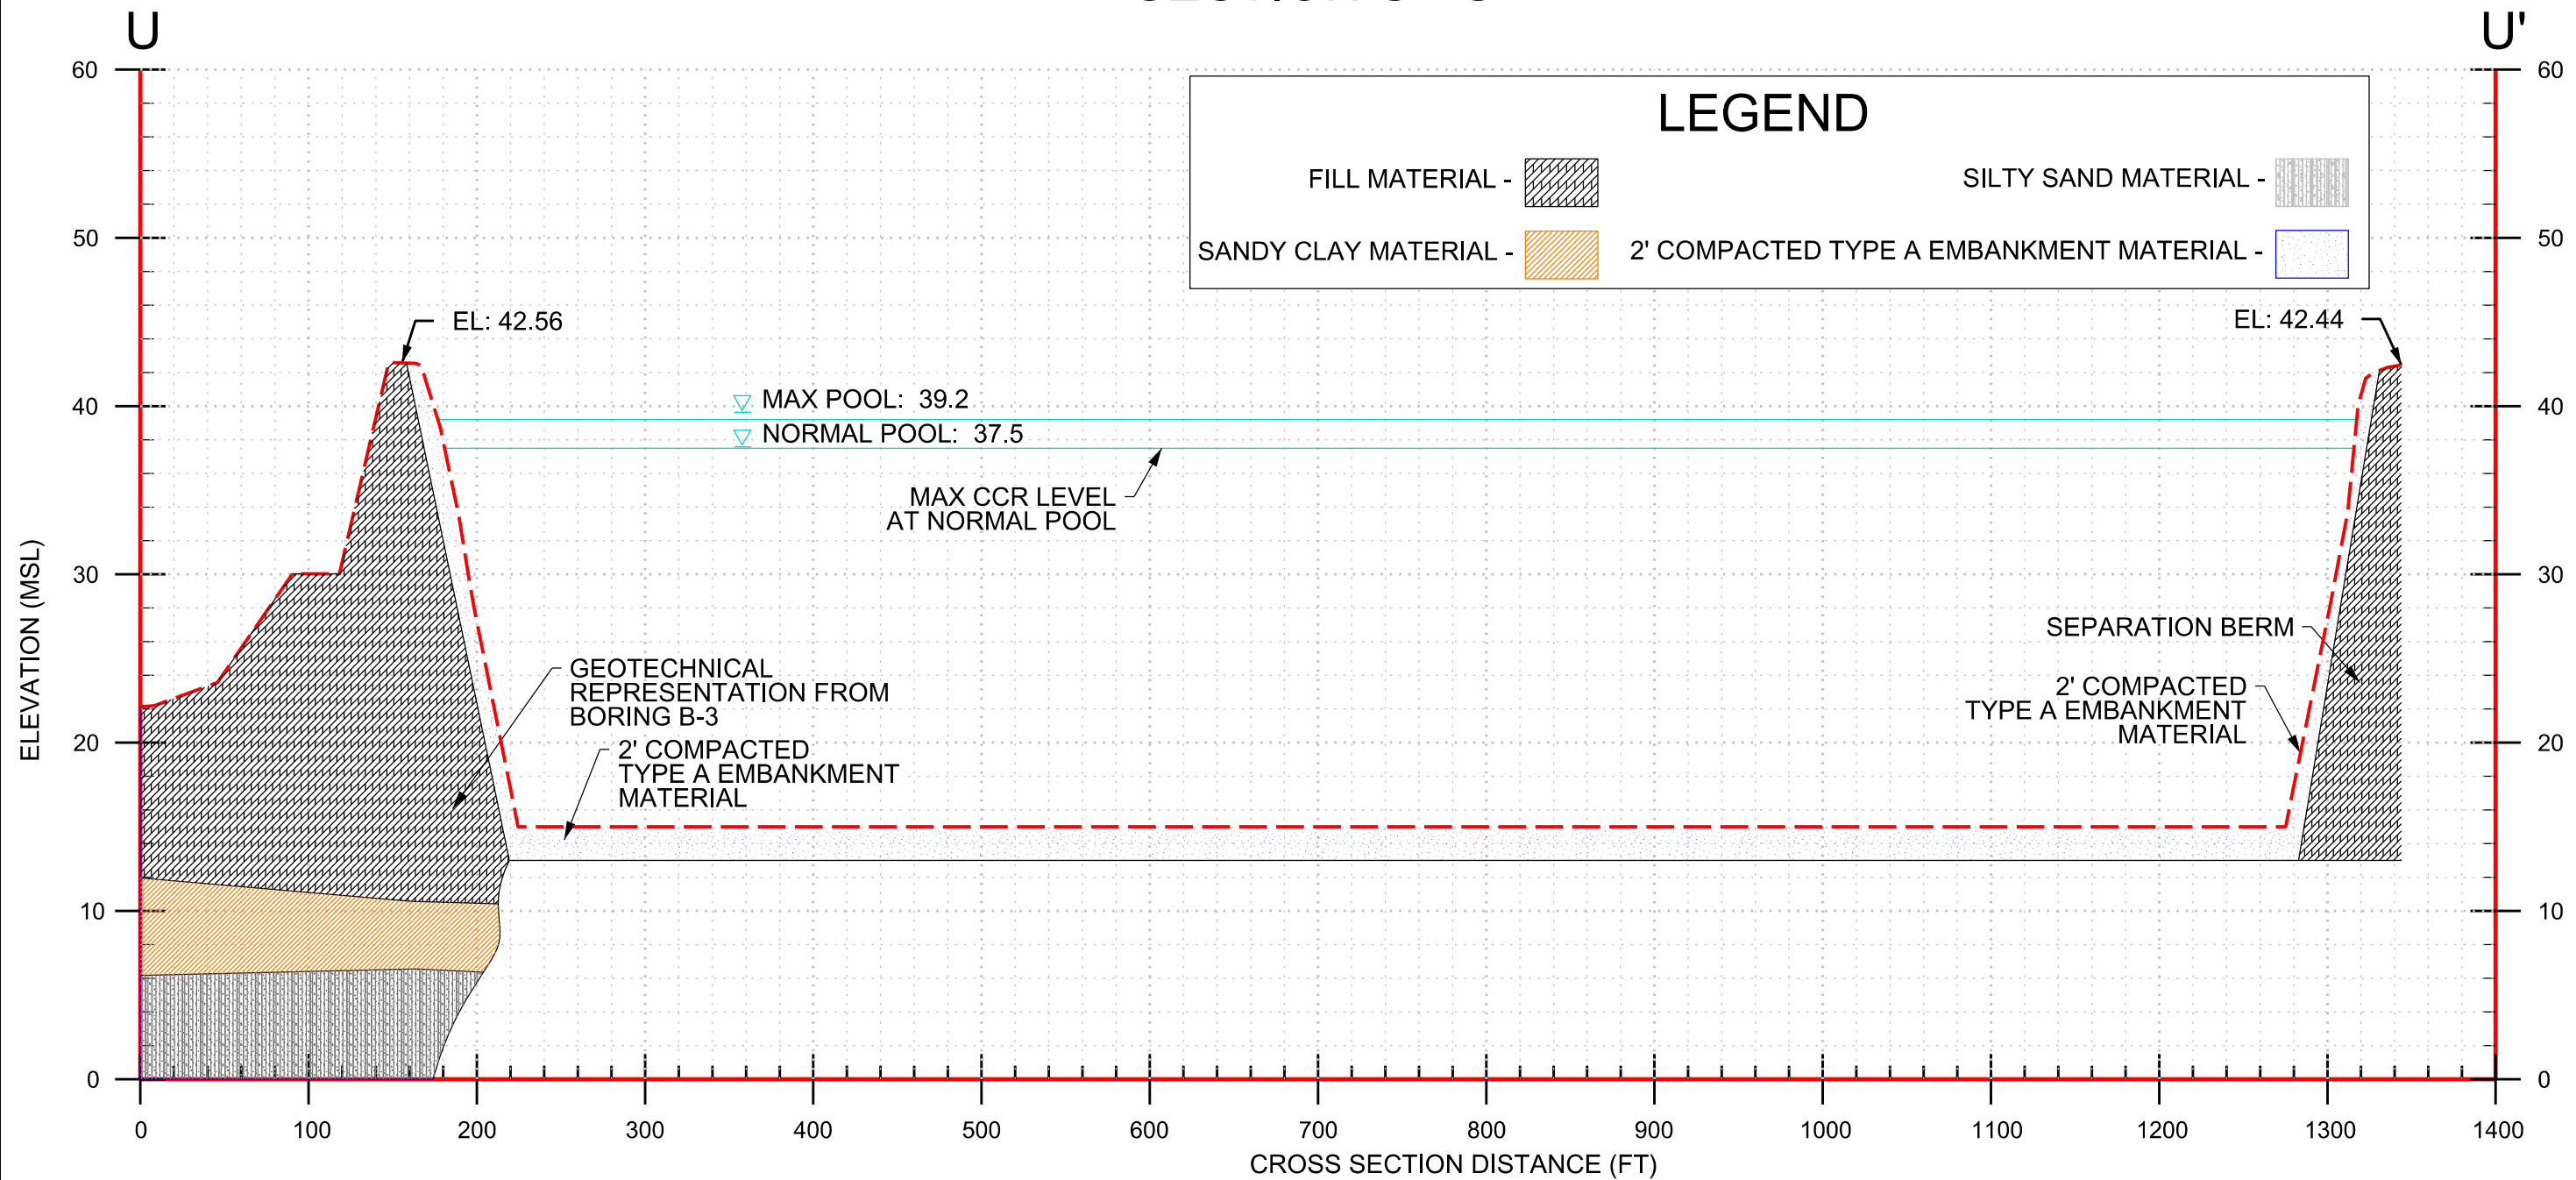 U
U'
60
50
40
30
20
10
0
60
50
40
30
20
10
0
LEGEND
FILL MATERIAL -
SILTY SAND MATERIAL -
SANDY CLAY MATERIAL -
2' COMPACTED TYPE A EMBANKMENT MATERIAL -
EL: 42.56
EL: 42.44
MAX POOL: 39.2
NORMAL POOL: 37.5
MAX CCR LEVEL
AT NORMAL POOL
ELEVATION (MSL)
GEOTECHNICAL
REPRESENTATION FROM
BORING B-3
2' COMPACTED
TYPE A EMBANKMENT
MATERIAL
SEPARATION BERM
2' COMPACTED
TYPE A EMBANKMENT
MATERIAL
0 100 200 300 400 500 600 700 800 900 1000 1100 1200 1300 1400
CROSS SECTION DISTANCE (FT)